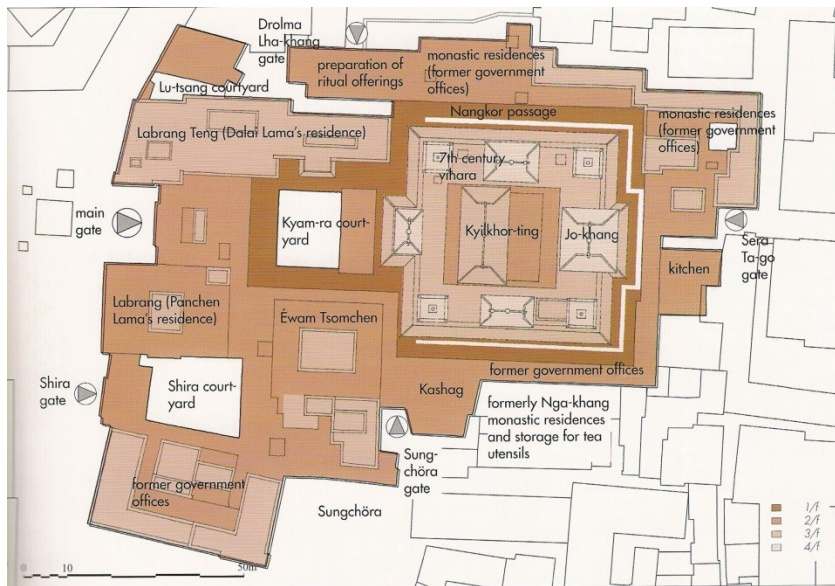 Drolma
Lha-khang
gate
preparation of
ritual offerings
monastic residences
(former government
offices)
Lu-tsang courtyard
Nangkor passage
monastic residences
(former government
offices)
Labrang Teng (Dalai Lama's residence)
7th century
vihara
main
gate
Kyam-ra court-
yard
Kyilkhor-ting
Jo-khang
Sera
Ta-go
gate
kitchen
Labrang (Panchen
Lama's residence)
Éwam Tsomchen
former government offices
Shira
gate
Shira court-
yard
Kashag
formerly Nga-khang
monastic residences
and storage for tea
utensils
Sung-
chöra
gate
former government
offices
Sungchöra
1/f
2/f
3/f
4/f
0
10
50m